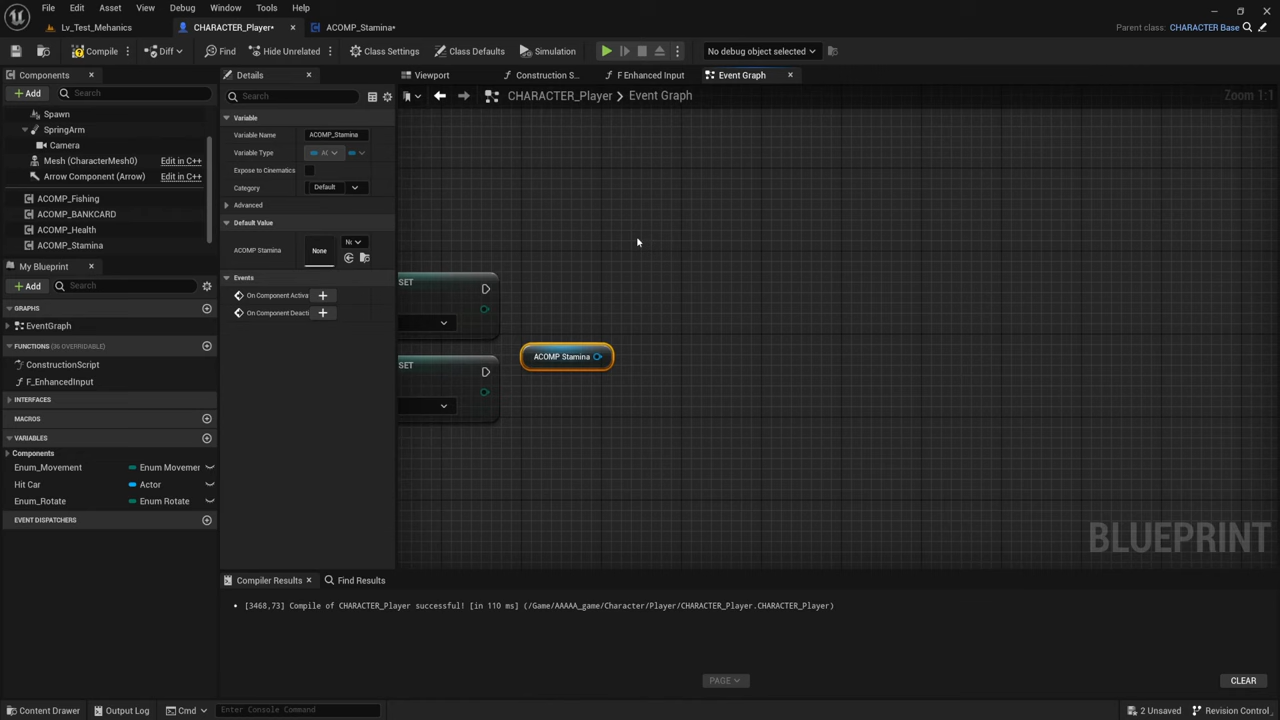 File Edit Asset View Debug Window Tools Help
Lv_Test_Mehanics CHARACTER_Player* ACOMP_Stamina* Parent class: CHARACTER Base
Compile Diff Find Hide Unrelated Class Settings Class Defaults Simulation No debug object selected
Components Details Viewport Construction S... F Enhanced Input Event Graph
Add Search Search CHARACTER_Player > Event Graph Zoom 1:1
Spawn
SpringArm
Camera
Mesh (CharacterMesh0) Edit in C++
Arrow Component (Arrow) Edit in C++
ACOMP_Fishing
ACOMP_BANKCARD
ACOMP_Health
ACOMP_Stamina
Variable
Variable Name ACOMP_Stamina
Variable Type AC
Expose to Cinematics
Category Default
Advanced
Default Value
ACOMP Stamina None Nc
Events
On Component Activa
On Component Deacti
SET
SET
ACOMP Stamina
My Blueprint
Add Search
GRAPHS
EventGraph
FUNCTIONS (36 OVERRIDABLE)
ConstructionScript
F_EnhancedInput
INTERFACES
MACROS
VARIABLES
Components
Enum_Movement Enum Movemer
Hit Car Actor
Enum_Rotate Enum Rotate
EVENT DISPATCHERS
BLUEPRINT
Compiler Results Find Results
[3468,73] Compile of CHARACTER_Player successful! [in 110 ms] (/Game/AAAAA_game/Character/Player/CHARACTER_Player.CHARACTER_Player)
PAGE CLEAR
Content Drawer Output Log Cmd Enter Console Command 2 Unsaved Revision Control